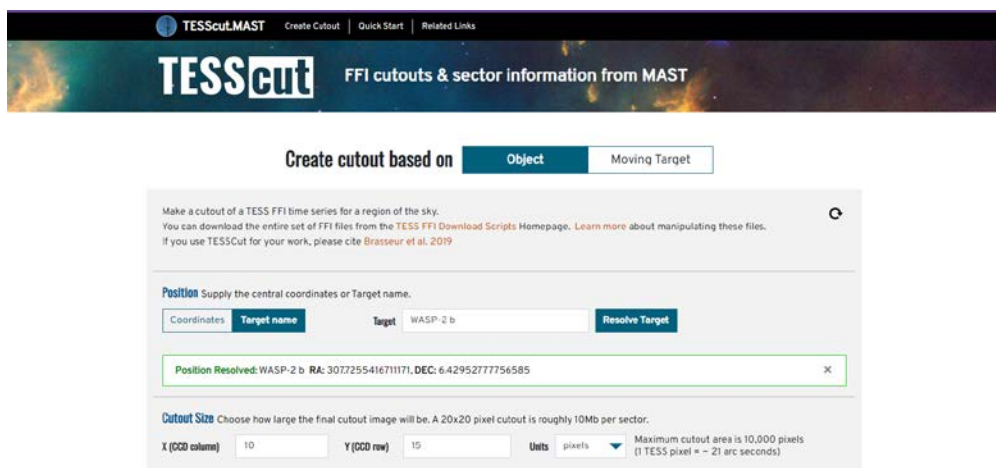 TESScut.MAST Create Cutout | Quick Start | Related Links
TESScut FFI cutouts & sector information from MAST
Create cutout based on Object Moving Target
Make a cutout of a TESS FFI time series for a region of the sky.
You can download the entire set of FFI files from the TESS FFI Download Scripts Homepage. Learn more about manipulating these files.
If you use TESSCut for your work, please cite Brasseur et al. 2019
Position Supply the central coordinates or Target name.
Coordinates Target name Target WASP-2 b Resolve Target
Position Resolved: WASP-2 b RA: 307.7255416711171, DEC: 6.42952777756585 ×
Cutout Size Choose how large the final cutout image will be. A 20x20 pixel cutout is roughly 10Mb per sector.
X (CCD column) 10 Y (CCD row) 15 Units pixels Maximum cutout area is 10,000 pixels
(1 TESS pixel = ~ 21 arc seconds)